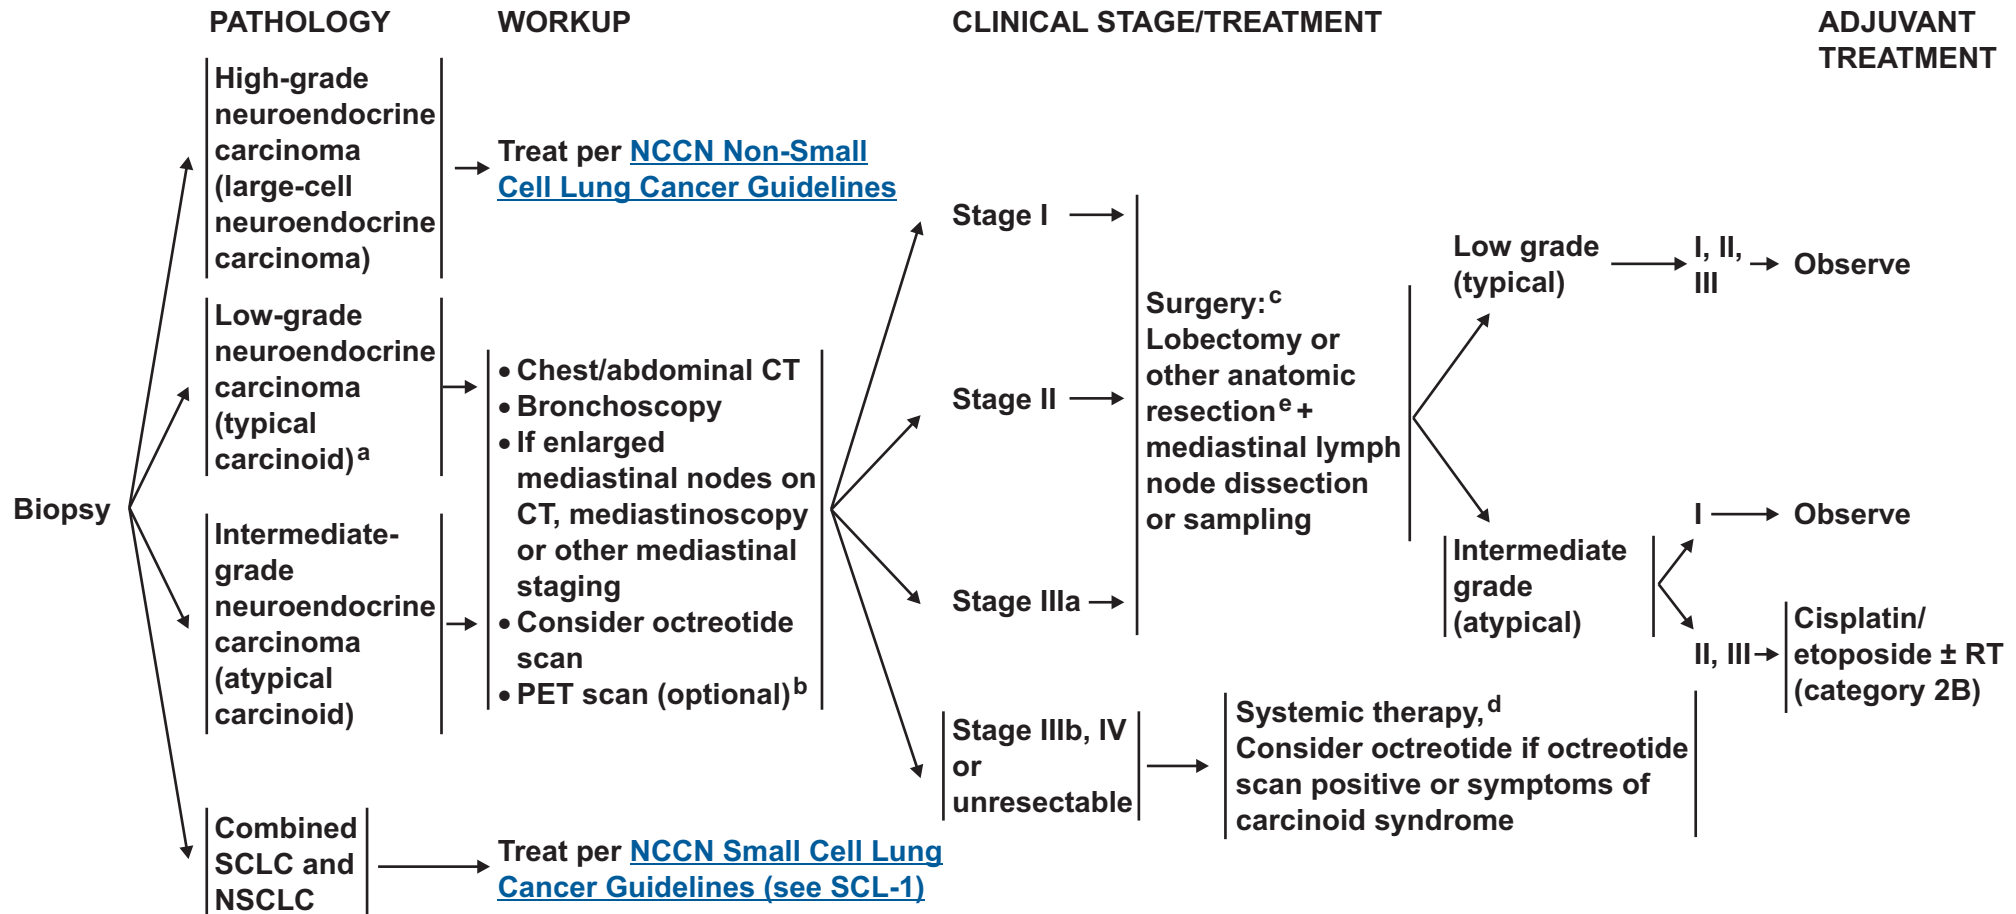 PATHOLOGY
WORKUP
CLINICAL STAGE/TREATMENT
ADJUVANT
TREATMENT
Biopsy
High-grade
neuroendocrine
carcinoma
(large-cell
neuroendocrine
carcinoma)
Treat per NCCN Non-Small
Cell Lung Cancer Guidelines
Low-grade
neuroendocrine
carcinoma
(typical
carcinoid)a
Intermediate-
grade
neuroendocrine
carcinoma
(atypical
carcinoid)
• Chest/abdominal CT
• Bronchoscopy
• If enlarged
mediastinal nodes on
CT, mediastinoscopy
or other mediastinal
staging
• Consider octreotide
scan
• PET scan (optional)b
Combined
SCLC and
NSCLC
Treat per NCCN Small Cell Lung
Cancer Guidelines (see SCL-1)
Stage I
Stage II
Stage IIIa
Surgery:c
Lobectomy or
other anatomic
resectione +
mediastinal lymph
node dissection
or sampling
Low grade
(typical)
I, II,
III
Observe
Intermediate
grade
(atypical)
I
Observe
II, III
Cisplatin/
etoposide ± RT
(category 2B)
Stage IIIb, IV
or
unresectable
Systemic therapy,d
Consider octreotide if octreotide
scan positive or symptoms of
carcinoid syndrome